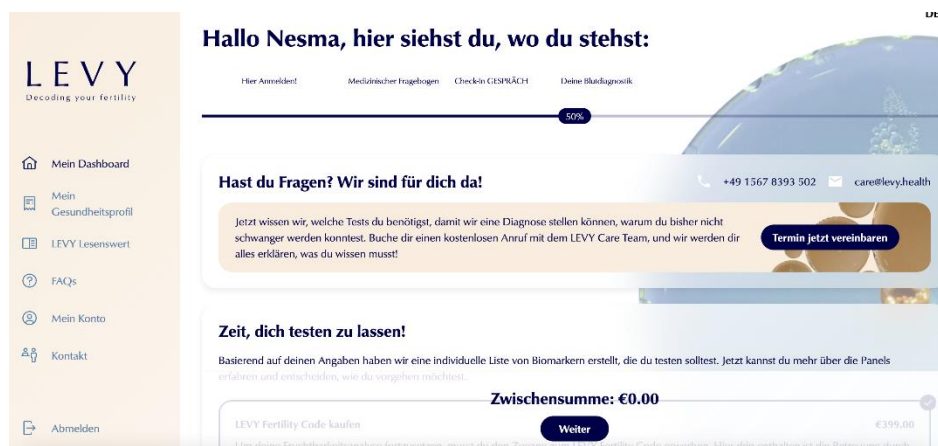 LEVY
Decoding your fertility
Mein Dashboard
Mein
Gesundheitsprofil
LEVY Lesenswert
FAQs
Mein Konto
Kontakt
Abmelden
Hallo Nesma, hier siehst du, wo du stehst:
Hier Anmelden! Medizinischer Fragebogen Check-In GESPRÄCH Deine Blutdiagnostik
50%
Hast du Fragen? Wir sind für dich da! +49 1567 8393 502 care@levy.health
Jetzt wissen wir, welche Tests du benötigst, damit wir eine Diagnose stellen können, warum du bisher nicht
schwanger werden konntest. Buche dir einen kostenlosen Anruf mit dem LEVY Care Team, und wir werden dir
alles erklären, was du wissen musst!
Termin jetzt vereinbaren
Zeit, dich testen zu lassen!
Basierend auf deinen Angaben haben wir eine individuelle Liste von Biomarkern erstellt, die du testen solltest. Jetzt kannst du mehr über die Panels
erfahren und entscheiden, wie du vorgehen möchtest.
Zwischensumme: €0.00
LEVY Fertility Code kaufen €399.00
Weiter